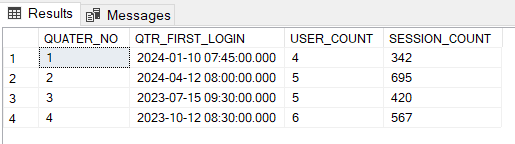 Results Messages
QUATER_NO QTR_FIRST_LOGIN USER_COUNT SESSION_COUNT
1 1 2024-01-10 07:45:00.000 4 342
2 2 2024-04-12 08:00:00.000 5 695
3 3 2023-07-15 09:30:00.000 5 420
4 4 2023-10-12 08:30:00.000 6 567